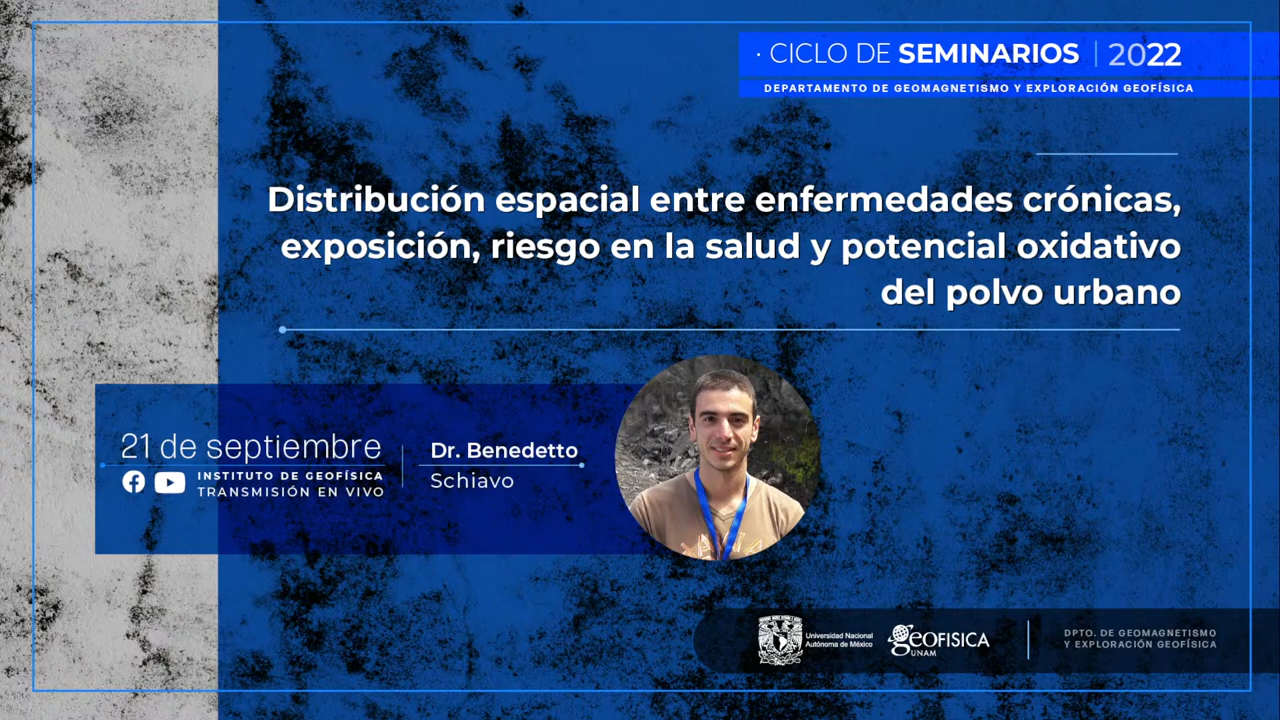 · CICLO DE SEMINARIOS | 2022
DEPARTAMENTO DE GEOMAGNETISMO Y EXPLORACIÓN GEOFÍSICA
Distribución espacial entre enfermedades crónicas,
exposición, riesgo en la salud y potencial oxidativo
del polvo urbano
21 de septiembre
INSTITUTO DE GEOFÍSICA
TRANSMISIÓN EN VIVO
Dr. Benedetto
Schiavo
Universidad Nacional
Autónoma de México
geOFISICA
UNAM
DPTO. DE GEOMAGNETISMO
Y EXPLORACIÓN GEOFÍSICA